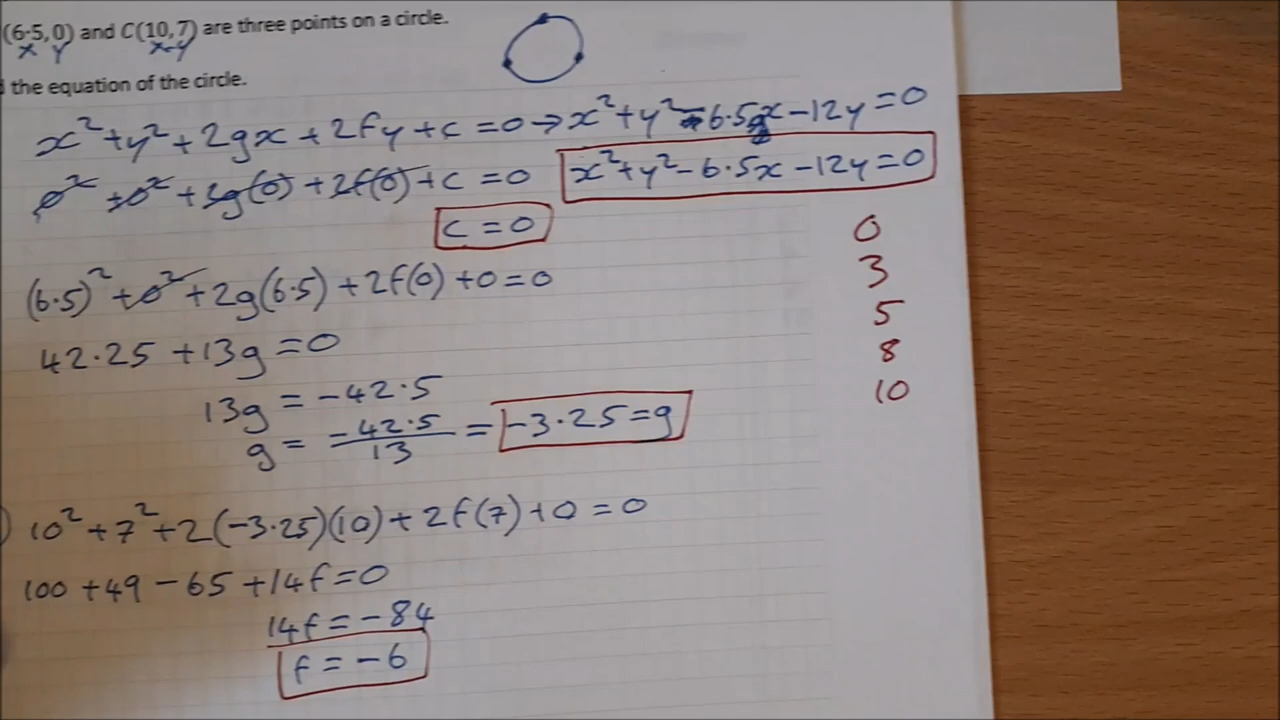 (6·5,0) and C(10,7) are three points on a circle.
x y x y
the equation of the circle.
x² + y² + 2gx + 2fy + c = 0 → x² + y² - 6·5x - 12y = 0
0² + 0² + 2g(0) + 2f(0) + c = 0
x² + y² - 6·5x - 12y = 0
c = 0
(6·5)² + 0² + 2g(6·5) + 2f(0) + 0 = 0
42·25 + 13g = 0
13g = -42·5
g = -42·5/13 = -3·25 = g
) 10² + 7² + 2(-3·25)(10) + 2f(7) + 0 = 0
100 + 49 - 65 + 14f = 0
14f = -84
f = -6
0
3
5
8
10